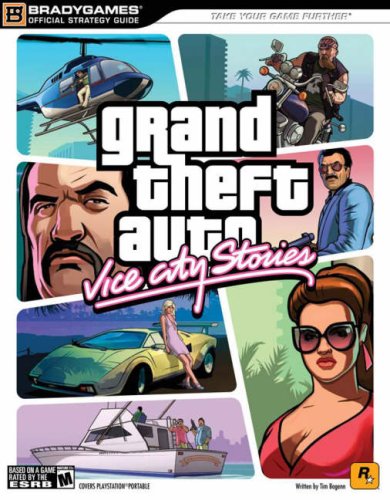 BRADYGAMES®
OFFICIAL STRATEGY GUIDE
TAKE YOUR GAME FURTHER®
grand
theft
auto
Vice City Stories
BASED ON A GAME
RATED BY THE
ESRB
M
COVERS PLAYSTATION®PORTABLE
Written by Tim Bogenn
R